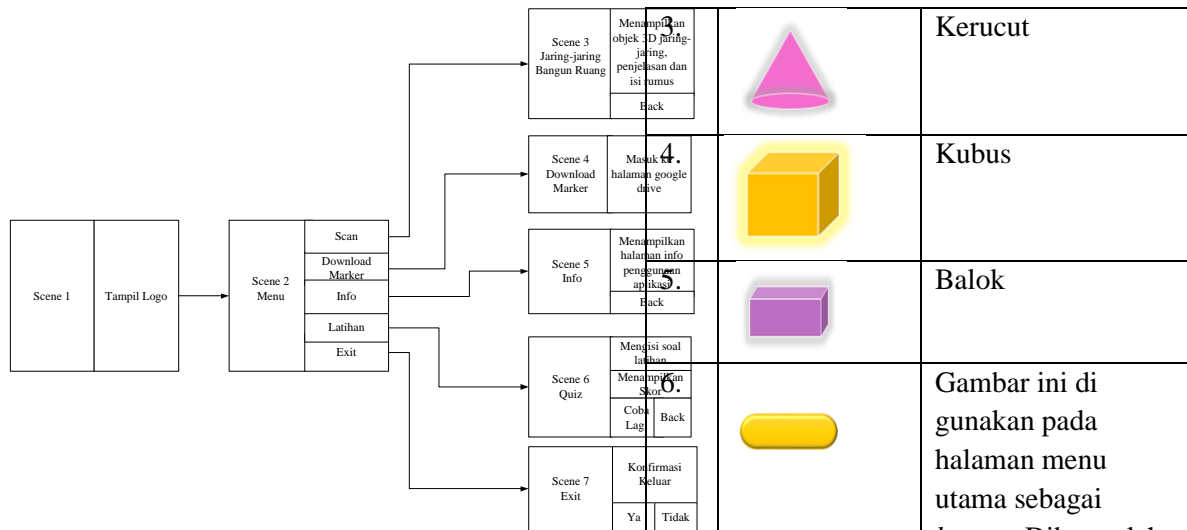 Scene 1
Tampil Logo
Scene 2
Menu
Scan
Download
Marker
Info
Latihan
Exit
Scene 3
Jaring-jaring
Bangun Ruang
Menampilkan
objek 3D jaring-
jaring,
penjelasan dan
isi rumus
Back
Scene 4
Download
Marker
Masuk ke
halaman google
drive
Scene 5
Info
Menampilkan
halaman info
penggunaan
aplikasi
Back
Scene 6
Quiz
Mengisi soal
latihan
Menampilkan
Skor
Coba
Lagi
Back
Scene 7
Exit
Konfirmasi
Keluar
Ya
Tidak
3.
Kerucut
4.
Kubus
5.
Balok
6.
Gambar ini di
gunakan pada
halaman menu
utama sebagai